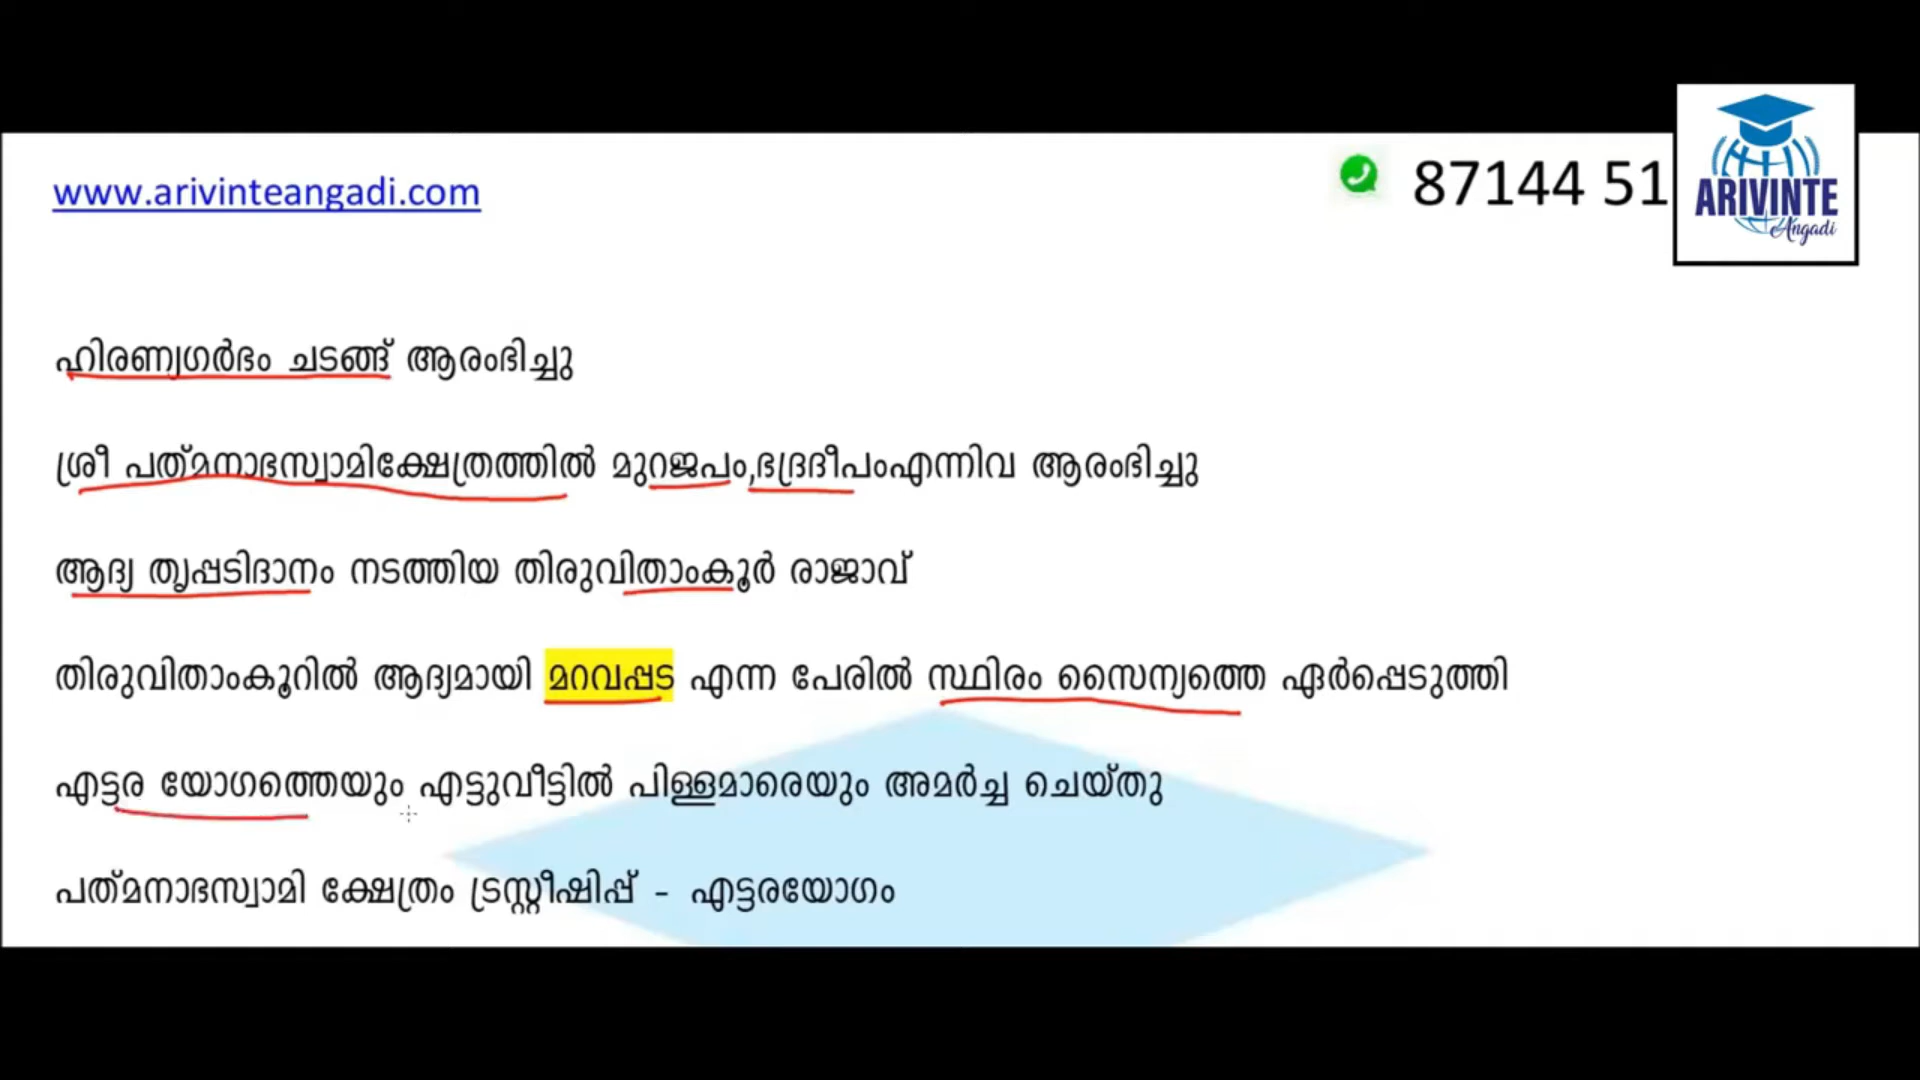 www.arivinteangadi.com
87144 51
ARIVINTE
Angadi
ഹിരണ്യഗർഭം ചടങ്ങ് ആരംഭിച്ചു
ശ്രീ പത്‌മനാഭസ്വാമിക്ഷേത്രത്തിൽ മുറജപം,ഭദ്രദീപംഎന്നിവ ആരംഭിച്ചു
ആദ്യ തൃപ്പടിദാനം നടത്തിയ തിരുവിതാംകൂർ രാജാവ്
തിരുവിതാംകൂറിൽ ആദ്യമായി മറവപ്പട എന്ന പേരിൽ സ്ഥിരം സൈന്യത്തെ ഏർപ്പെടുത്തി
എട്ടര യോഗത്തെയും എട്ടുവീട്ടിൽ പിള്ളമാരെയും അമർച്ച ചെയ്തു
പത്‌മനാഭസ്വാമി ക്ഷേത്രം ട്രസ്റ്റീഷിപ്പ് - എട്ടരയോഗം